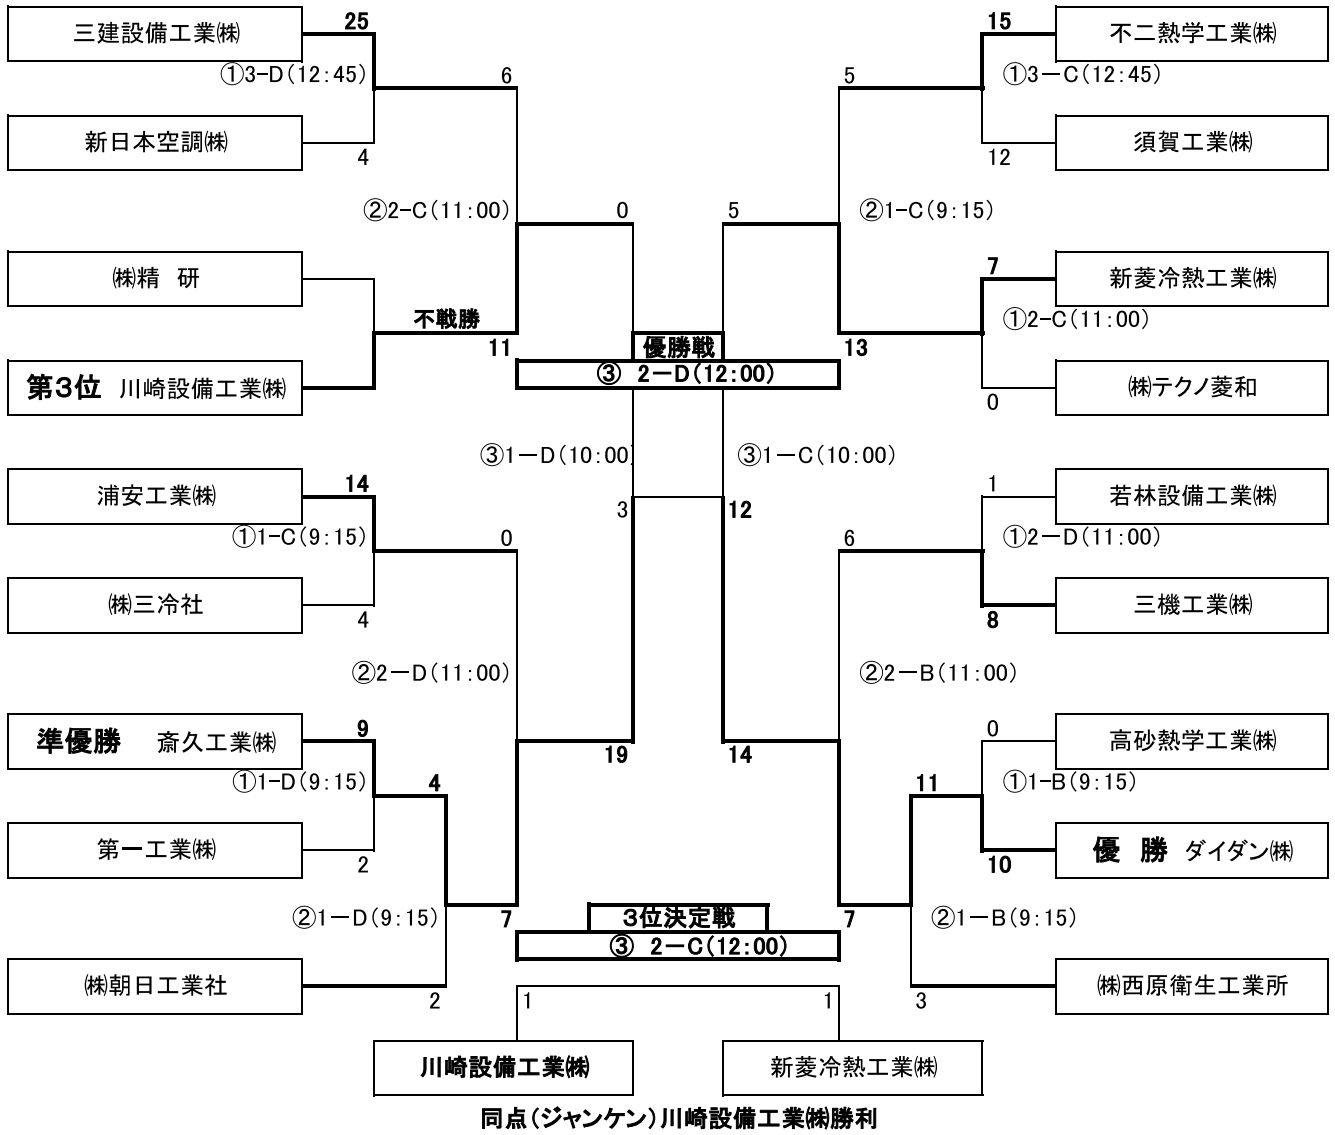 三建設備工業㈱
25
①3-D(12:45)
6
新日本空調㈱
4
②2-C(11:00)
0
㈱精　研
不戦勝
11
第3位　川崎設備工業㈱
浦安工業㈱
14
①1-C(9:15)
0
㈱三冷社
4
②2－D(11:00)
準優勝　斎久工業㈱
9
①1-D(9:15)
4
第一工業㈱
2
②1－D(9:15)
7
㈱朝日工業社
2
19
③1－D(10:00)
3
優勝戦
③　2－D(12:00)
15
不二熱学工業㈱
5
①3－C(12:45)
須賀工業㈱
12
5
②1-C(9:15)
7
新菱冷熱工業㈱
①2-C(11:00)
13
㈱テクノ菱和
0
③1－C(10:00)
12
1
若林設備工業㈱
6
①2－D(11:00)
三機工業㈱
8
②2－B(11:00)
14
0
高砂熱学工業㈱
11
①1-B(9:15)
優　勝　ダイダン㈱
10
7
②1－B(9:15)
㈱西原衛生工業所
3
3位決定戦
③　2－C(12:00)
1
1
川崎設備工業㈱
新菱冷熱工業㈱
同点(ジャンケン)川崎設備工業㈱勝利